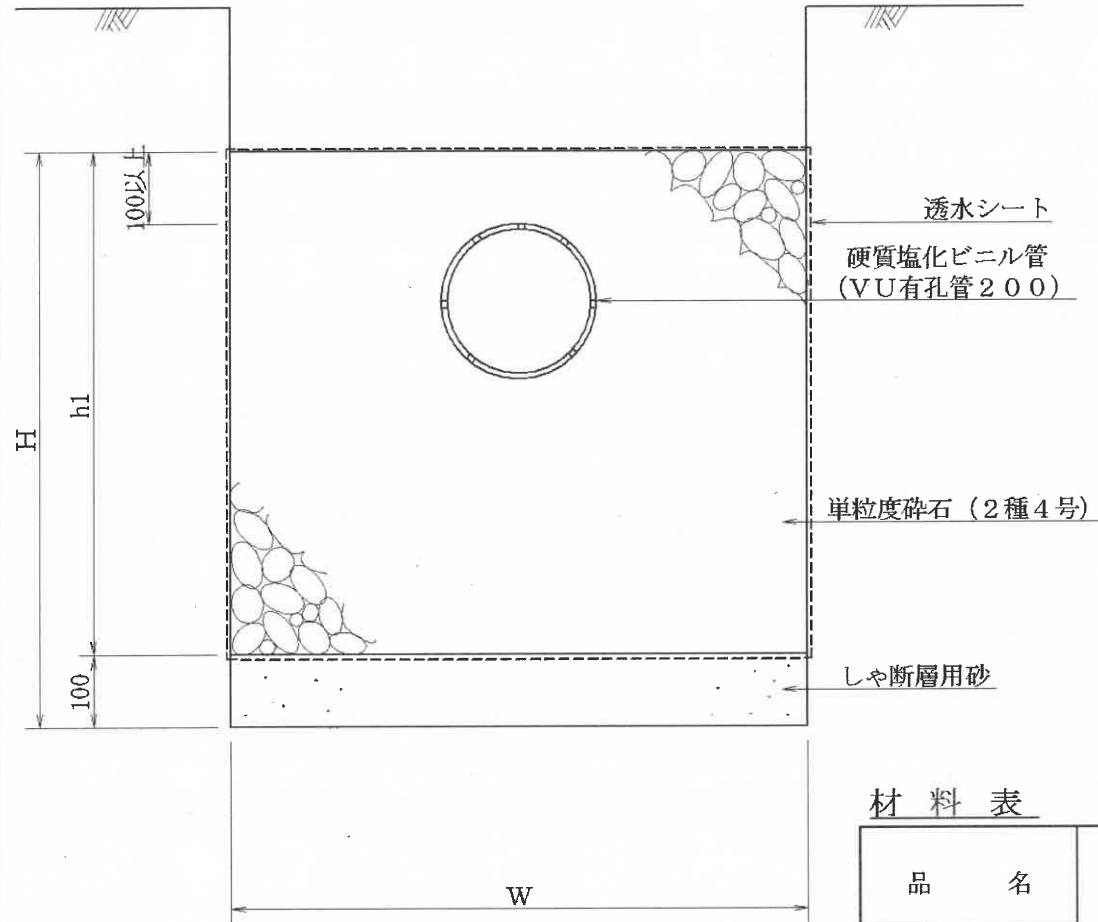 100以上
透水シート
硬質塩化ビニル管
(VU有孔管200)
h1
H
単粒度砕石(2種4号)
しゃ断層用砂
100
材料表
品名
W